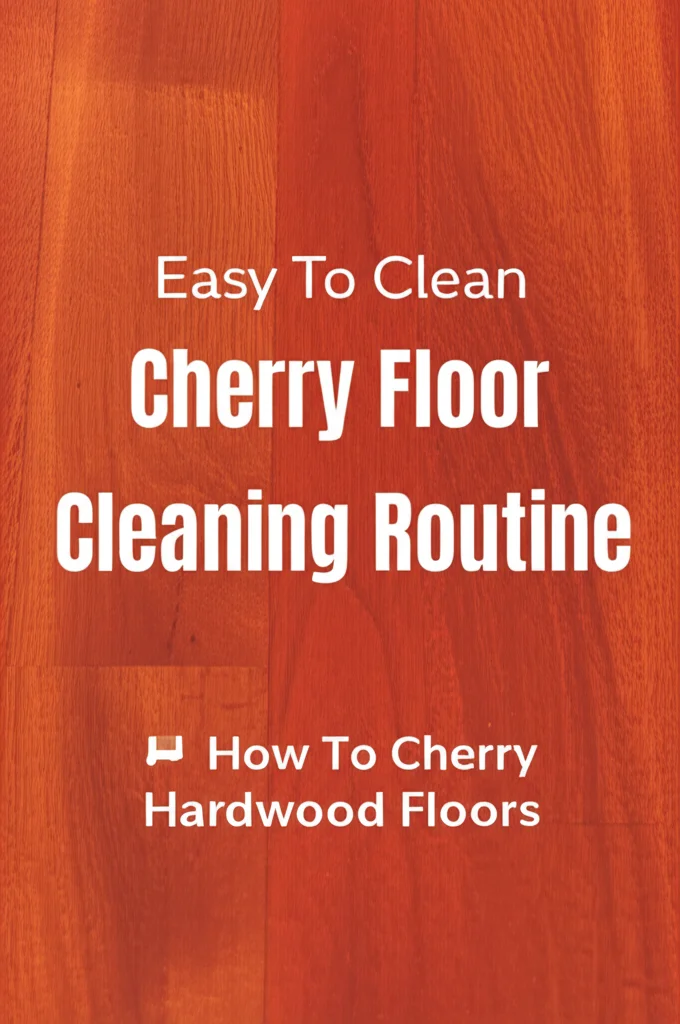 Easy To Clean
Cherry Floor
Cleaning Routine
How To Cherry
Hardwood Floors